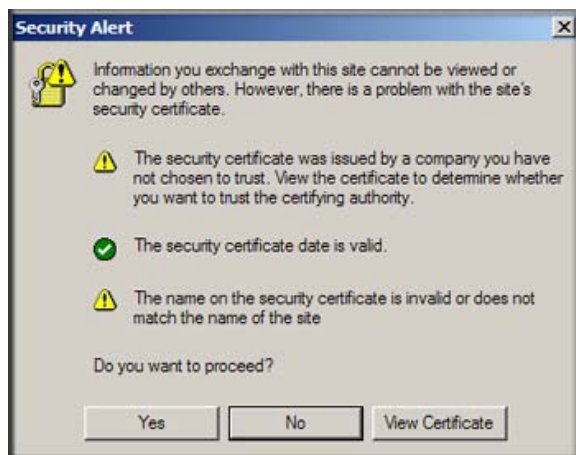 Security Alert
Information you exchange with this site cannot be viewed or
changed by others. However, there is a problem with the site's
security certificate.
The security certificate was issued by a company you have
not chosen to trust. View the certificate to determine whether
you want to trust the certifying authority.
The security certificate date is valid.
The name on the security certificate is invalid or does not
match the name of the site
Do you want to proceed?
Yes No View Certificate